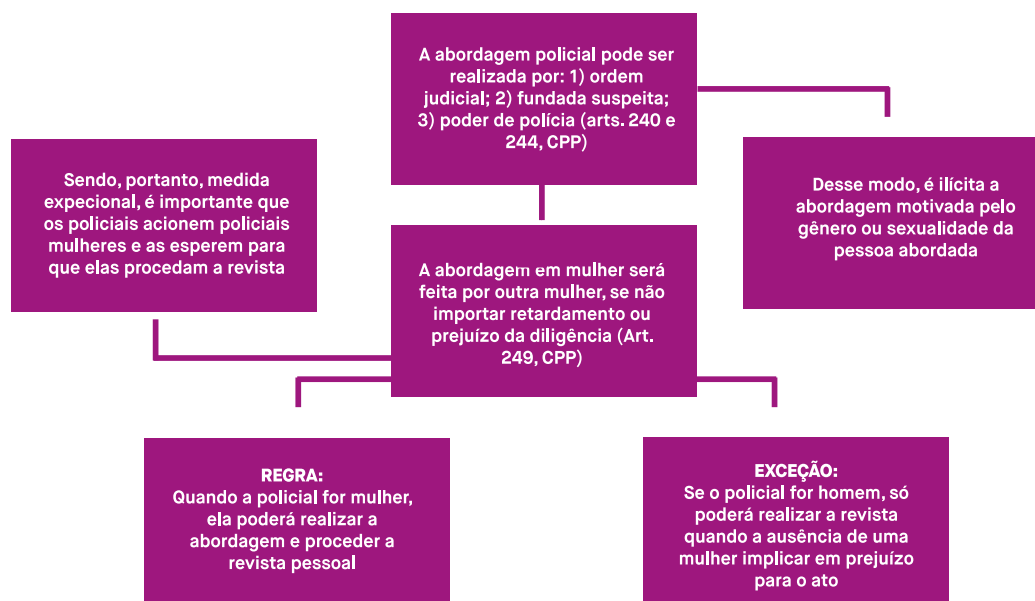 A abordagem policial pode ser
realizada por: 1) ordem
judicial; 2) fundada suspeita;
3) poder de polícia (arts. 240 e
244, CPP)
Sendo, portanto, medida
expecional, é importante que
os policiais acionem policiais
mulheres e as esperem para
que elas procedam a revista
Desse modo, é ilícita a
abordagem motivada pelo
gênero ou sexualidade da
pessoa abordada
A abordagem em mulher será
feita por outra mulher, se não
importar retardamento ou
prejuízo da diligência (Art.
249, CPP)
REGRA:
Quando a policial for mulher,
ela poderá realizar a
abordagem e proceder a
revista pessoal
EXCEÇÃO:
Se o policial for homem, só
poderá realizar a revista
quando a ausência de uma
mulher implicar em prejuízo
para o ato